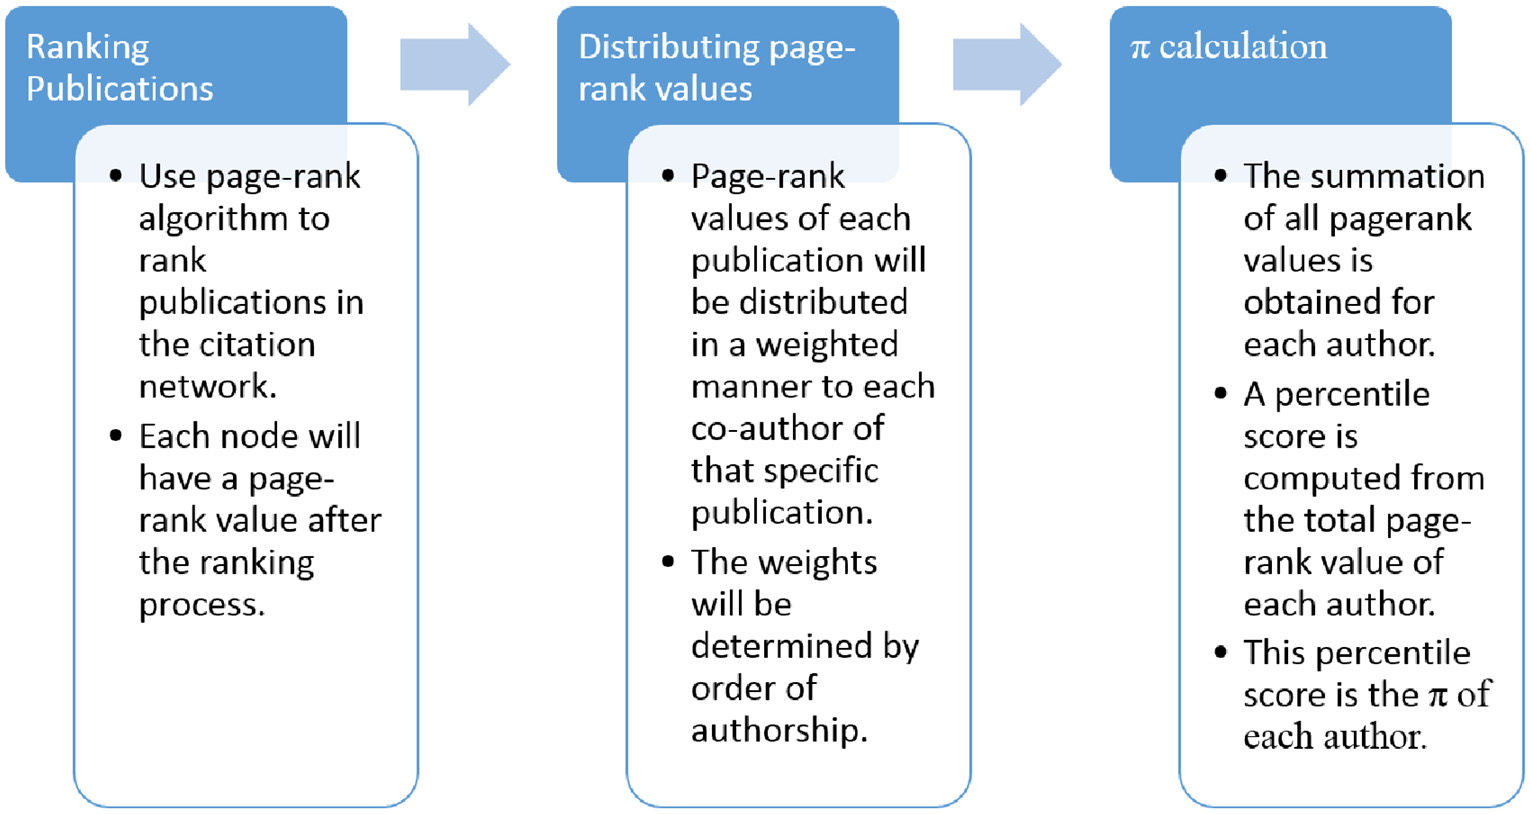 Ranking
Publications
• Use page-rank
algorithm to
rank
publications in
the citation
network.
• Each node will
have a page-
rank value after
the ranking
process.
Distributing page-
rank values
• Page-rank
values of each
publication will
be distributed
in a weighted
manner to each
co-author of
that specific
publication.
• The weights
will be
determined by
order of
authorship.
π calculation
• The summation
of all pagerank
values is
obtained for
each author.
• A percentile
score is
computed from
the total page-
rank value of
each author.
• This percentile
score is the π of
each author.